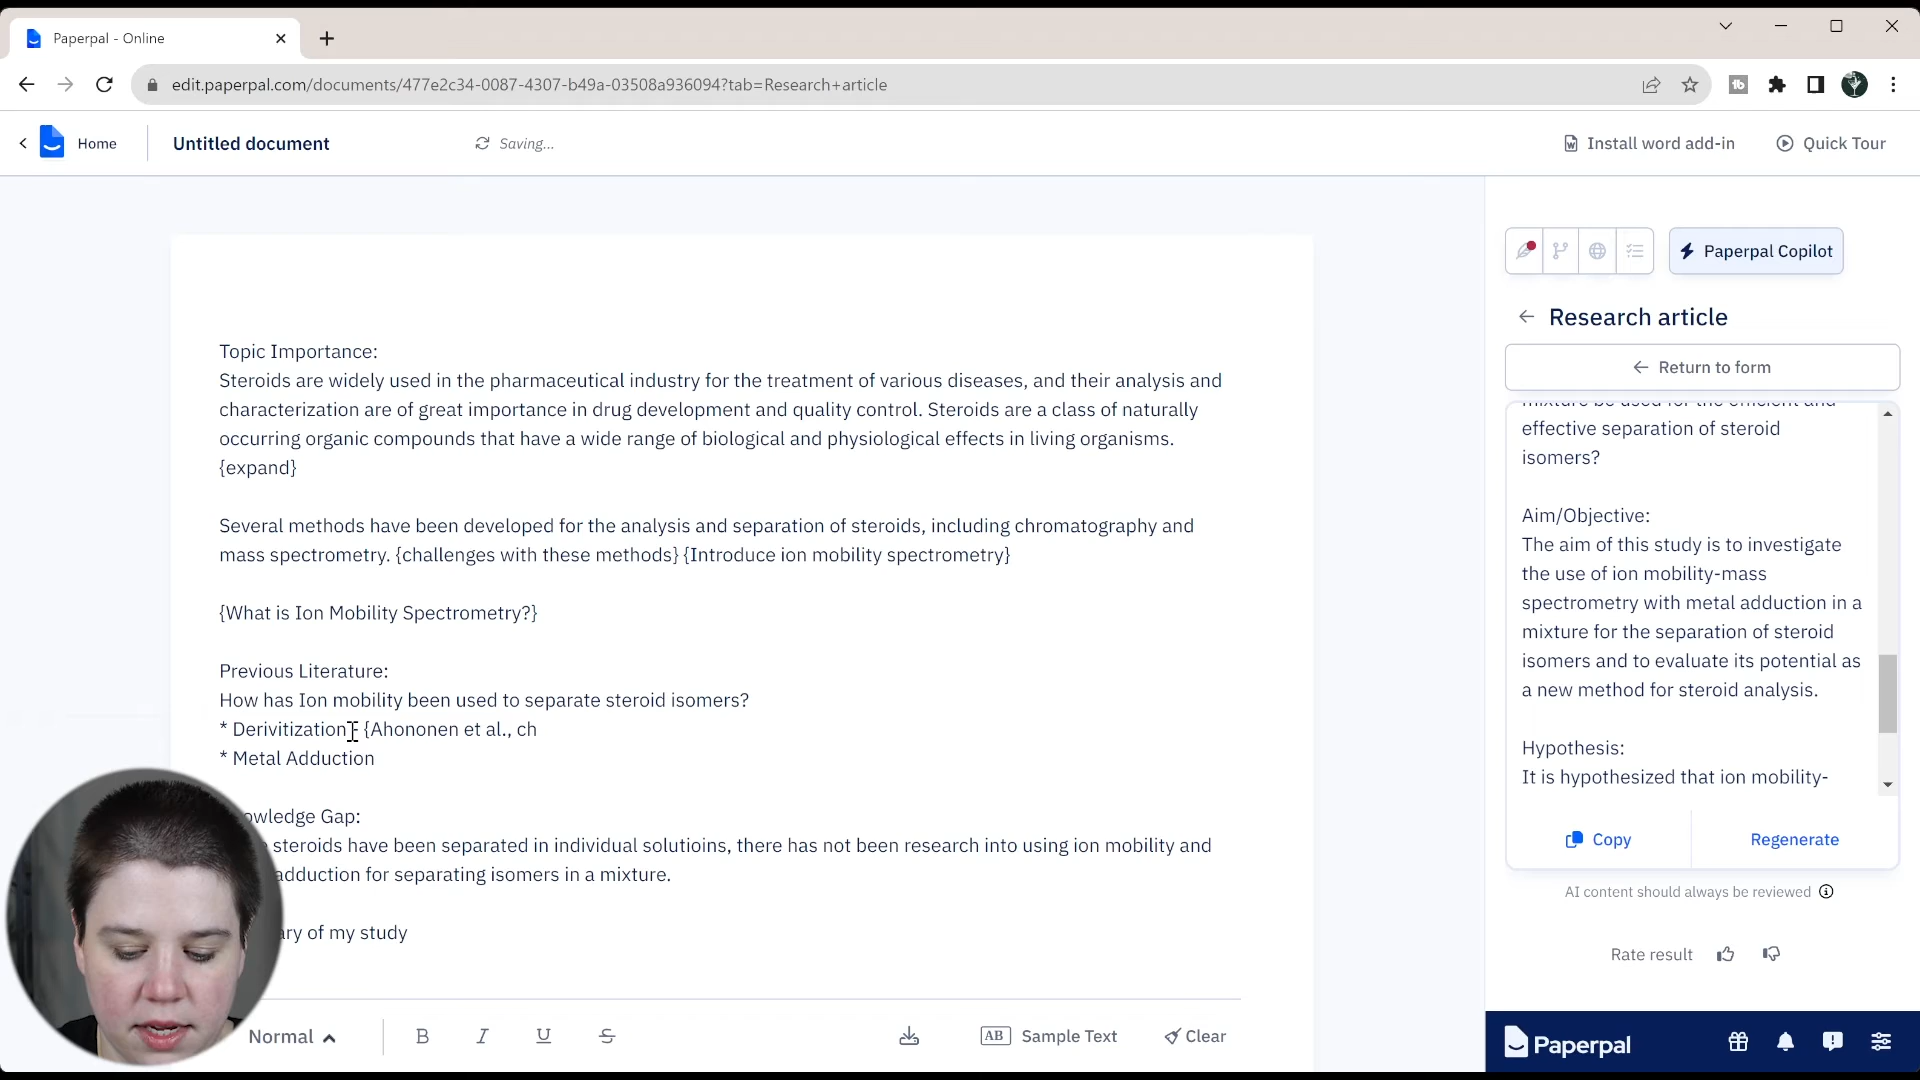 Paperpal - Online
edit.paperpal.com/documents/477e2c34-0087-4307-b49a-03508a936094?tab=Research+article
Home
Untitled document
Saving...
Install word add-in
Quick Tour
Topic Importance:
Steroids are widely used in the pharmaceutical industry for the treatment of various diseases, and their analysis and
characterization are of great importance in drug development and quality control. Steroids are a class of naturally
occurring organic compounds that have a wide range of biological and physiological effects in living organisms.
{expand}
Several methods have been developed for the analysis and separation of steroids, including chromatography and
mass spectrometry. {challenges with these methods} {Introduce ion mobility spectrometry}
{What is Ion Mobility Spectrometry?}
Previous Literature:
How has Ion mobility been used to separate steroid isomers?
* Derivitization - {Ahononen et al., ch
* Metal Adduction
owledge Gap:
steroids have been separated in individual solutioins, there has not been research into using ion mobility and
adduction for separating isomers in a mixture.
ary of my study
Normal
B
I
U
S
AB
Sample Text
Clear
Paperpal Copilot
Research article
Return to form
mixture be used for the efficient and
effective separation of steroid
isomers?
Aim/Objective:
The aim of this study is to investigate
the use of ion mobility-mass
spectrometry with metal adduction in a
mixture for the separation of steroid
isomers and to evaluate its potential as
a new method for steroid analysis.
Hypothesis:
It is hypothesized that ion mobility-
Copy
Regenerate
AI content should always be reviewed
Rate result
Paperpal